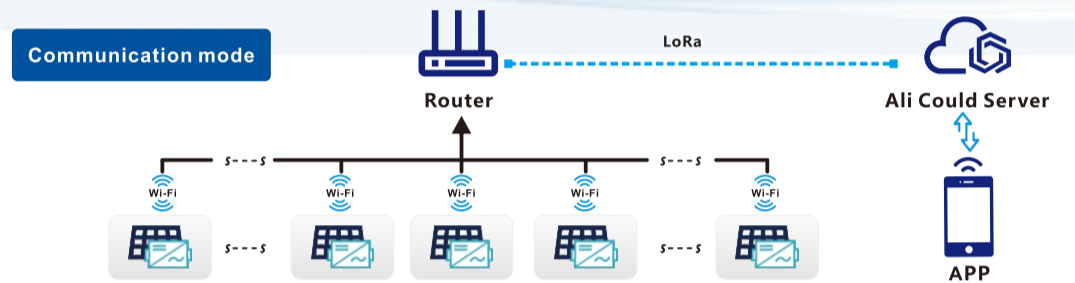 Communication mode
LoRa
Router
Ali Could Server
s---s
s---s
Wi-Fi
Wi-Fi
Wi-Fi
Wi-Fi
Wi-Fi
s---s
s---s
APP